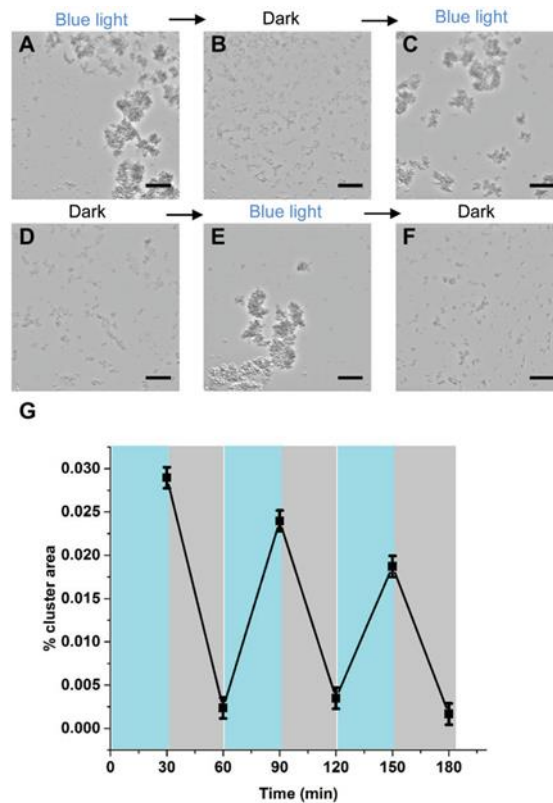 Blue light Dark Blue light
A B C
Dark Blue light Dark
D E F
G
0.030
0.025
0.020
0.015
0.010
0.005
0.000
% cluster area
0 30 60 90 120 150 180
Time (min)